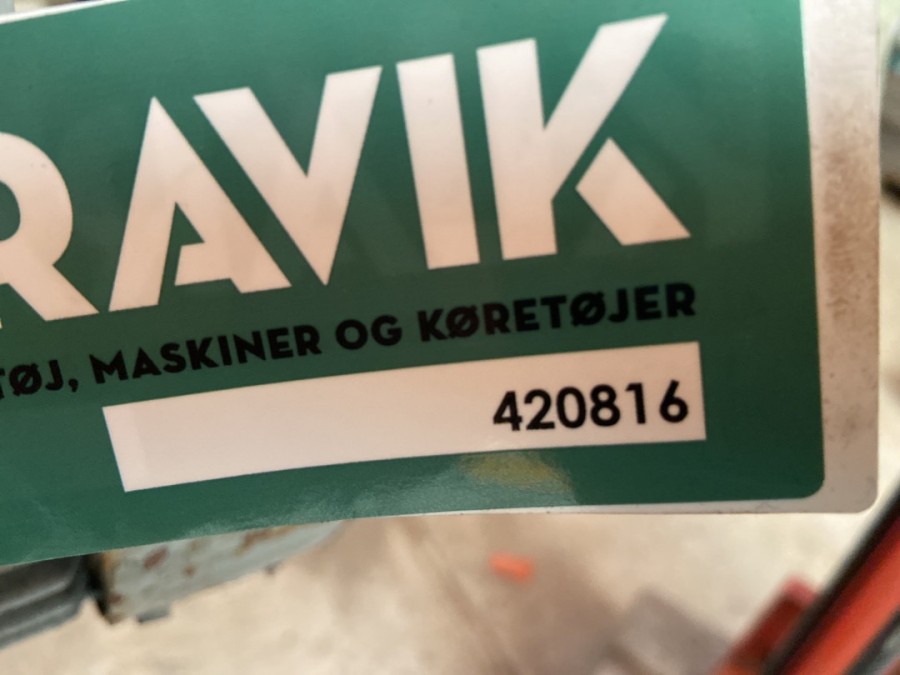 RAVIK
TØJ, MASKINER OG KØRETØJER
420816